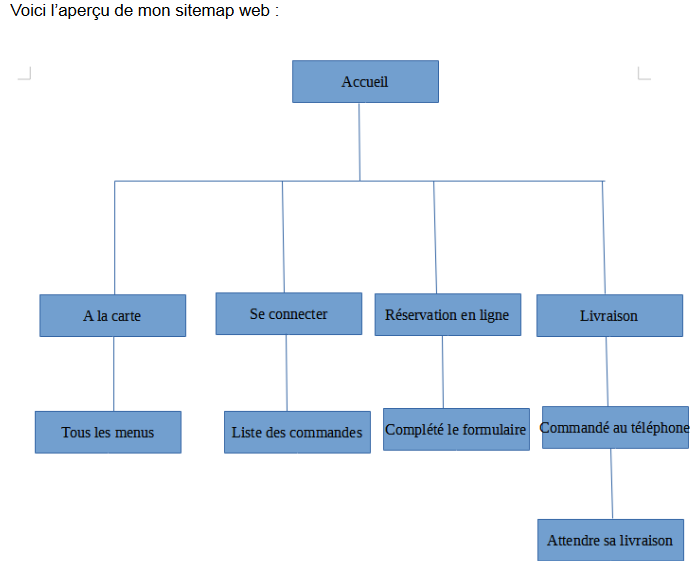 Voici l’aperçu de mon sitemap web :
Accueil
A la carte
Se connecter
Réservation en ligne
Livraison
Tous les menus
Liste des commandes
Complété le formulaire
Commandé au téléphone
Attendre sa livraison